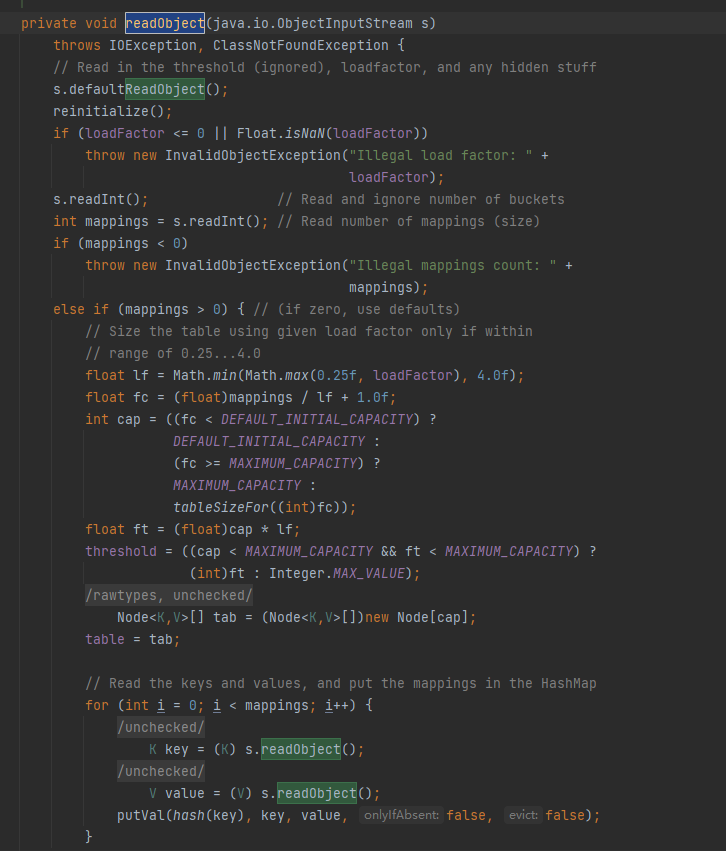 private void readObject(java.io.ObjectInputStream s)
    throws IOException, ClassNotFoundException {
    // Read in the threshold (ignored), loadfactor, and any hidden stuff
    s.defaultReadObject();
    reinitialize();
    if (loadFactor <= 0 || Float.isNaN(loadFactor))
        throw new InvalidObjectException("Illegal load factor: " +
                                         loadFactor);
    s.readInt();                // Read and ignore number of buckets
    int mappings = s.readInt(); // Read number of mappings (size)
    if (mappings < 0)
        throw new InvalidObjectException("Illegal mappings count: " +
                                         mappings);
    else if (mappings > 0) { // (if zero, use defaults)
        // Size the table using given load factor only if within
        // range of 0.25...4.0
        float lf = Math.min(Math.max(0.25f, loadFactor), 4.0f);
        float fc = (float)mappings / lf + 1.0f;
        int cap = ((fc < DEFAULT_INITIAL_CAPACITY) ?
                   DEFAULT_INITIAL_CAPACITY :
                   (fc >= MAXIMUM_CAPACITY) ?
                   MAXIMUM_CAPACITY :
                   tableSizeFor((int)fc));
        float ft = (float)cap * lf;
        threshold = ((cap < MAXIMUM_CAPACITY && ft < MAXIMUM_CAPACITY) ?
                     (int)ft : Integer.MAX_VALUE);
        /rawtypes, unchecked/
            Node<K,V>[] tab = (Node<K,V>[])new Node[cap];
        table = tab;

        // Read the keys and values, and put the mappings in the HashMap
        for (int i = 0; i < mappings; i++) {
            /unchecked/
                K key = (K) s.readObject();
            /unchecked/
                V value = (V) s.readObject();
            putVal(hash(key), key, value, onlyIfAbsent: false, evict: false);
        }